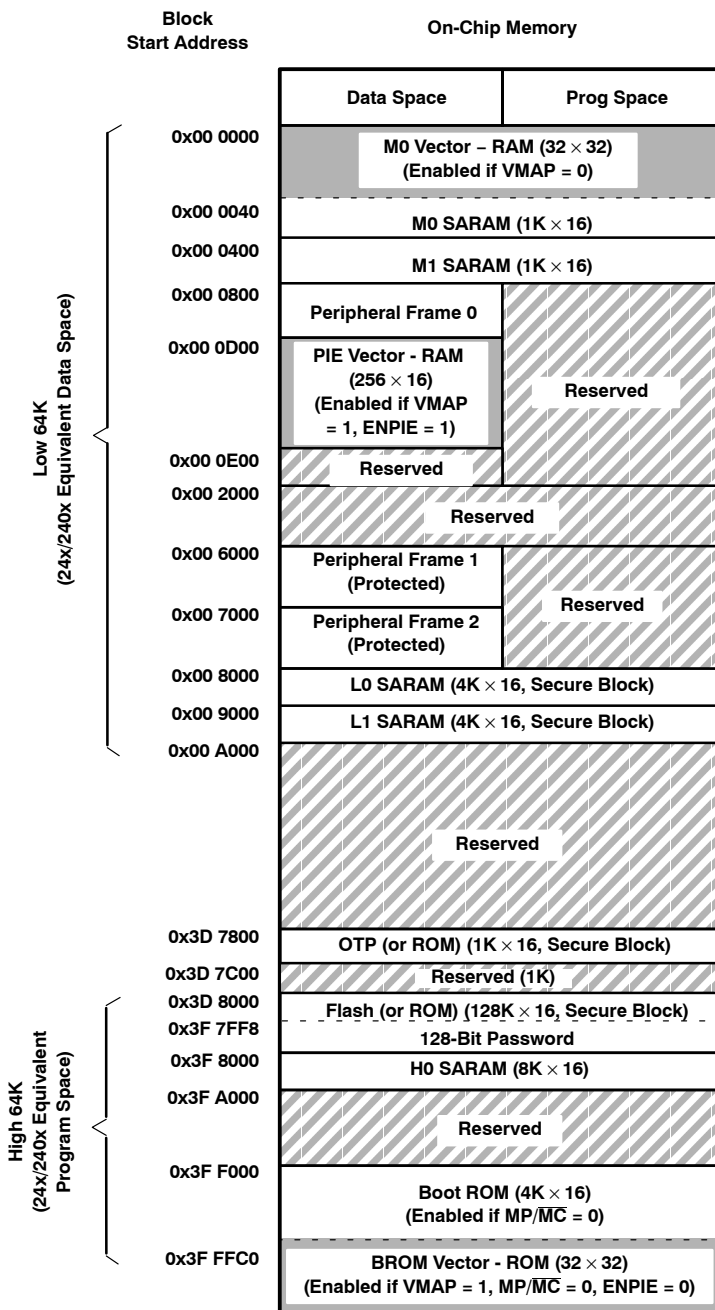 Block
Start Address
On-Chip Memory
Data Space
Prog Space
0x00 0000
M0 Vector – RAM (32 × 32)
(Enabled if VMAP = 0)
0x00 0040
M0 SARAM (1K × 16)
0x00 0400
M1 SARAM (1K × 16)
0x00 0800
Peripheral Frame 0
0x00 0D00
PIE Vector - RAM
(256 × 16)
(Enabled if VMAP
= 1, ENPIE = 1)
Reserved
0x00 0E00
Reserved
0x00 2000
Reserved
0x00 6000
Peripheral Frame 1
(Protected)
Reserved
0x00 7000
Peripheral Frame 2
(Protected)
0x00 8000
L0 SARAM (4K × 16, Secure Block)
0x00 9000
L1 SARAM (4K × 16, Secure Block)
0x00 A000
Low 64K
(24x/240x Equivalent Data Space)
Reserved
0x3D 7800
OTP (or ROM) (1K × 16, Secure Block)
0x3D 7C00
Reserved (1K)
0x3D 8000
Flash (or ROM) (128K × 16, Secure Block)
0x3F 7FF8
128-Bit Password
0x3F 8000
H0 SARAM (8K × 16)
0x3F A000
Reserved
0x3F F000
Boot ROM (4K × 16)
(Enabled if MP/M̅C̅ = 0)
0x3F FFC0
BROM Vector - ROM (32 × 32)
(Enabled if VMAP = 1, MP/M̅C̅ = 0, ENPIE = 0)
High 64K
(24x/240x Equivalent
Program Space)